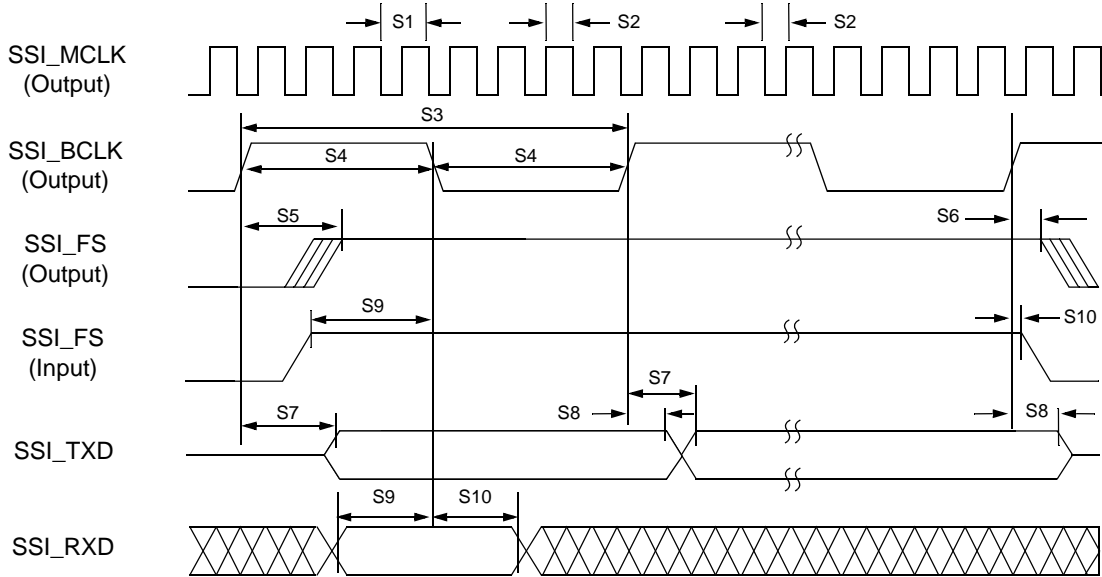 S1
S2
S2
SSI_MCLK
(Output)
S3
SSI_BCLK
(Output)
S4
S4
S5
S6
SSI_FS
(Output)
S9
S10
SSI_FS
(Input)
S7
S7
S8
S8
SSI_TXD
S9
S10
SSI_RXD